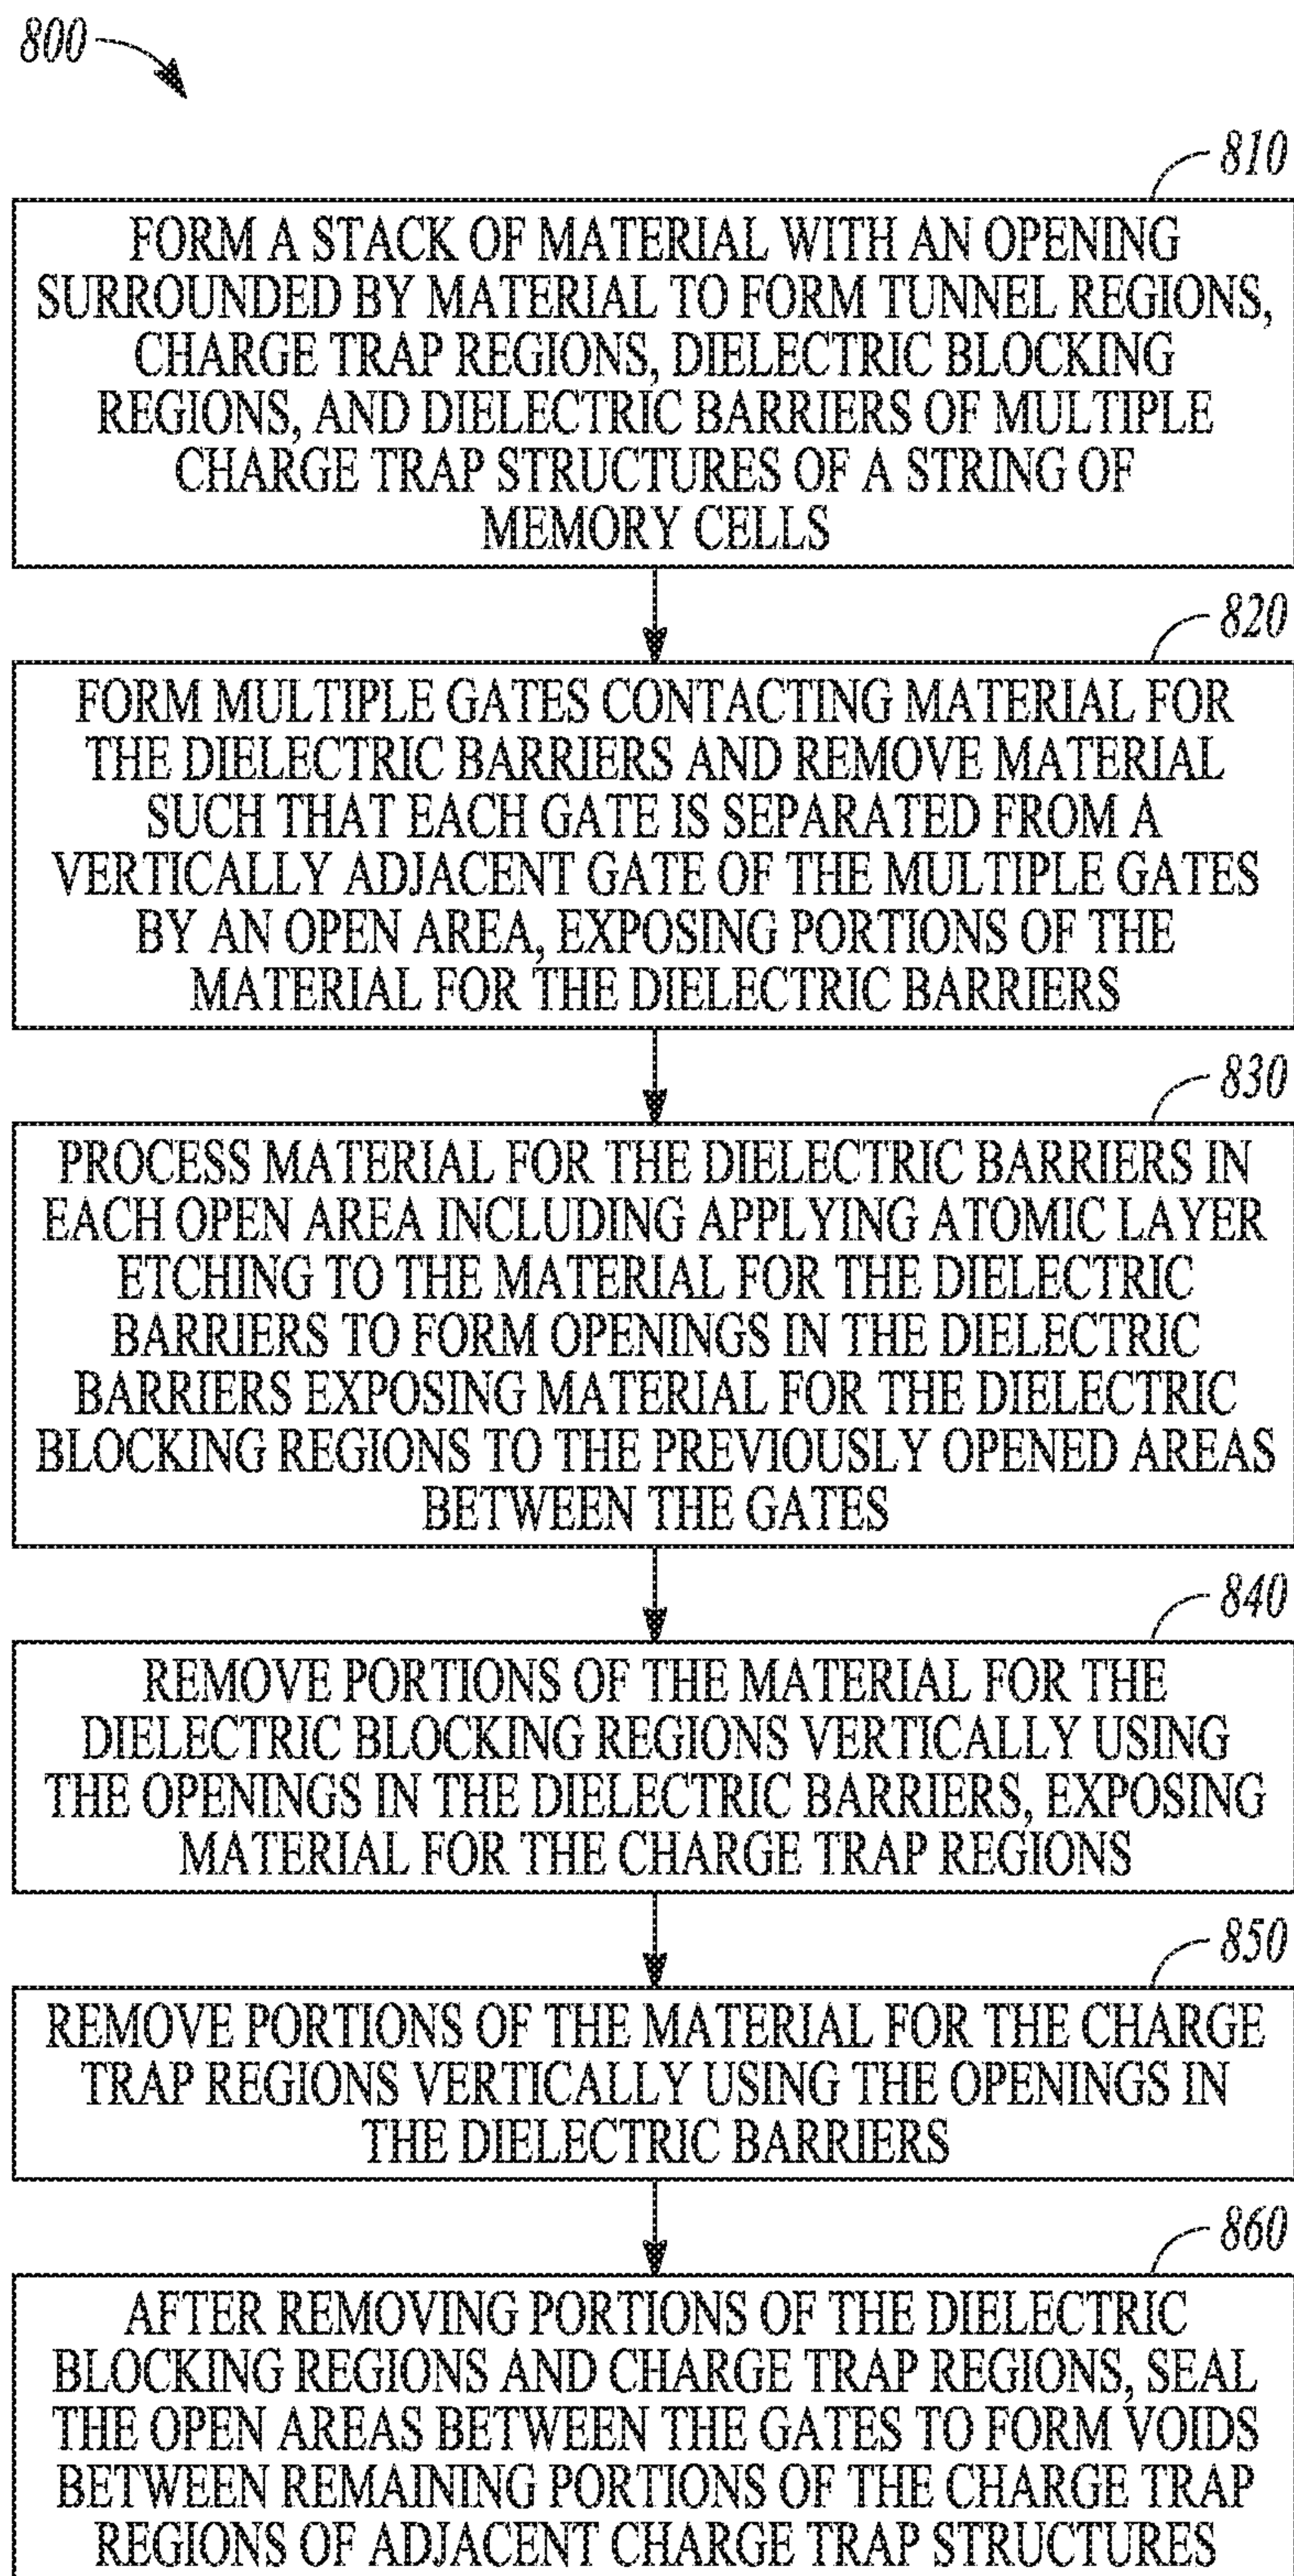 800
810
FORM A STACK OF MATERIAL WITH AN OPENING
SURROUNDED BY MATERIAL TO FORM TUNNEL REGIONS,
CHARGE TRAP REGIONS, DIELECTRIC BLOCKING
REGIONS, AND DIELECTRIC BARRIERS OF MULTIPLE
CHARGE TRAP STRUCTURES OF A STRING OF
MEMORY CELLS
820
FORM MULTIPLE GATES CONTACTING MATERIAL FOR
THE DIELECTRIC BARRIERS AND REMOVE MATERIAL
SUCH THAT EACH GATE IS SEPARATED FROM A
VERTICALLY ADJACENT GATE OF THE MULTIPLE GATES
BY AN OPEN AREA, EXPOSING PORTIONS OF THE
MATERIAL FOR THE DIELECTRIC BARRIERS
830
PROCESS MATERIAL FOR THE DIELECTRIC BARRIERS IN
EACH OPEN AREA INCLUDING APPLYING ATOMIC LAYER
ETCHING TO THE MATERIAL FOR THE DIELECTRIC
BARRIERS TO FORM OPENINGS IN THE DIELECTRIC
BARRIERS EXPOSING MATERIAL FOR THE DIELECTRIC
BLOCKING REGIONS TO THE PREVIOUSLY OPENED AREAS
BETWEEN THE GATES
840
REMOVE PORTIONS OF THE MATERIAL FOR THE
DIELECTRIC BLOCKING REGIONS VERTICALLY USING
THE OPENINGS IN THE DIELECTRIC BARRIERS, EXPOSING
MATERIAL FOR THE CHARGE TRAP REGIONS
850
REMOVE PORTIONS OF THE MATERIAL FOR THE CHARGE
TRAP REGIONS VERTICALLY USING THE OPENINGS IN
THE DIELECTRIC BARRIERS
860
AFTER REMOVING PORTIONS OF THE DIELECTRIC
BLOCKING REGIONS AND CHARGE TRAP REGIONS, SEAL
THE OPEN AREAS BETWEEN THE GATES TO FORM VOIDS
BETWEEN REMAINING PORTIONS OF THE CHARGE TRAP
REGIONS OF ADJACENT CHARGE TRAP STRUCTURES